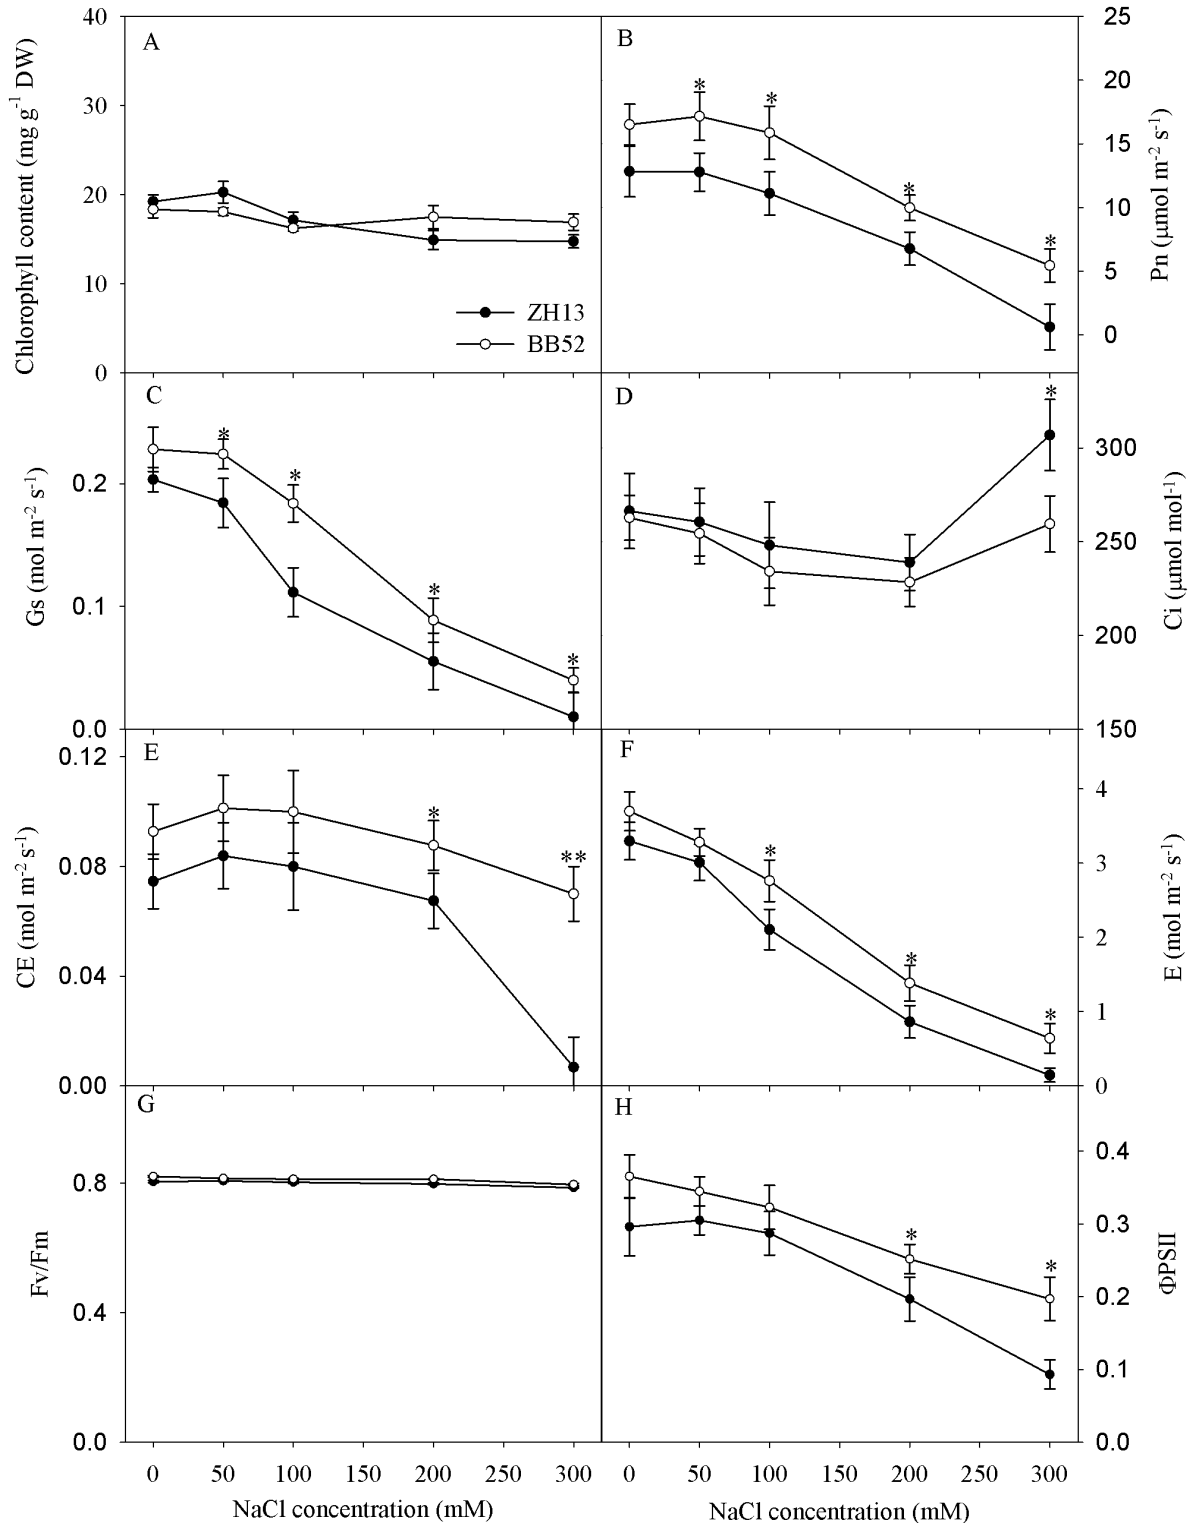 A
40
30
20
10
0
Chlorophyll content (mg g⁻¹ DW)
ZH13
BB52
B
* * * *
25
20
15
10
5
0
Pn (μmol m⁻² s⁻¹)
C
* * * *
0.2
0.1
0.0
Gs (mol m⁻² s⁻¹)
D
*
300
250
200
150
Ci (μmol mol⁻¹)
E
* **
0.12
0.08
0.04
0.00
CE (mol m⁻² s⁻¹)
F
* * *
4
3
2
1
0
E (mol m⁻² s⁻¹)
G
0.8
0.4
0.0
Fv/Fm
0 50 100 150 200 250 300
NaCl concentration (mM)
H
* *
0.4
0.3
0.2
0.1
0.0
ΦPSII
0 50 100 150 200 250 300
NaCl concentration (mM)